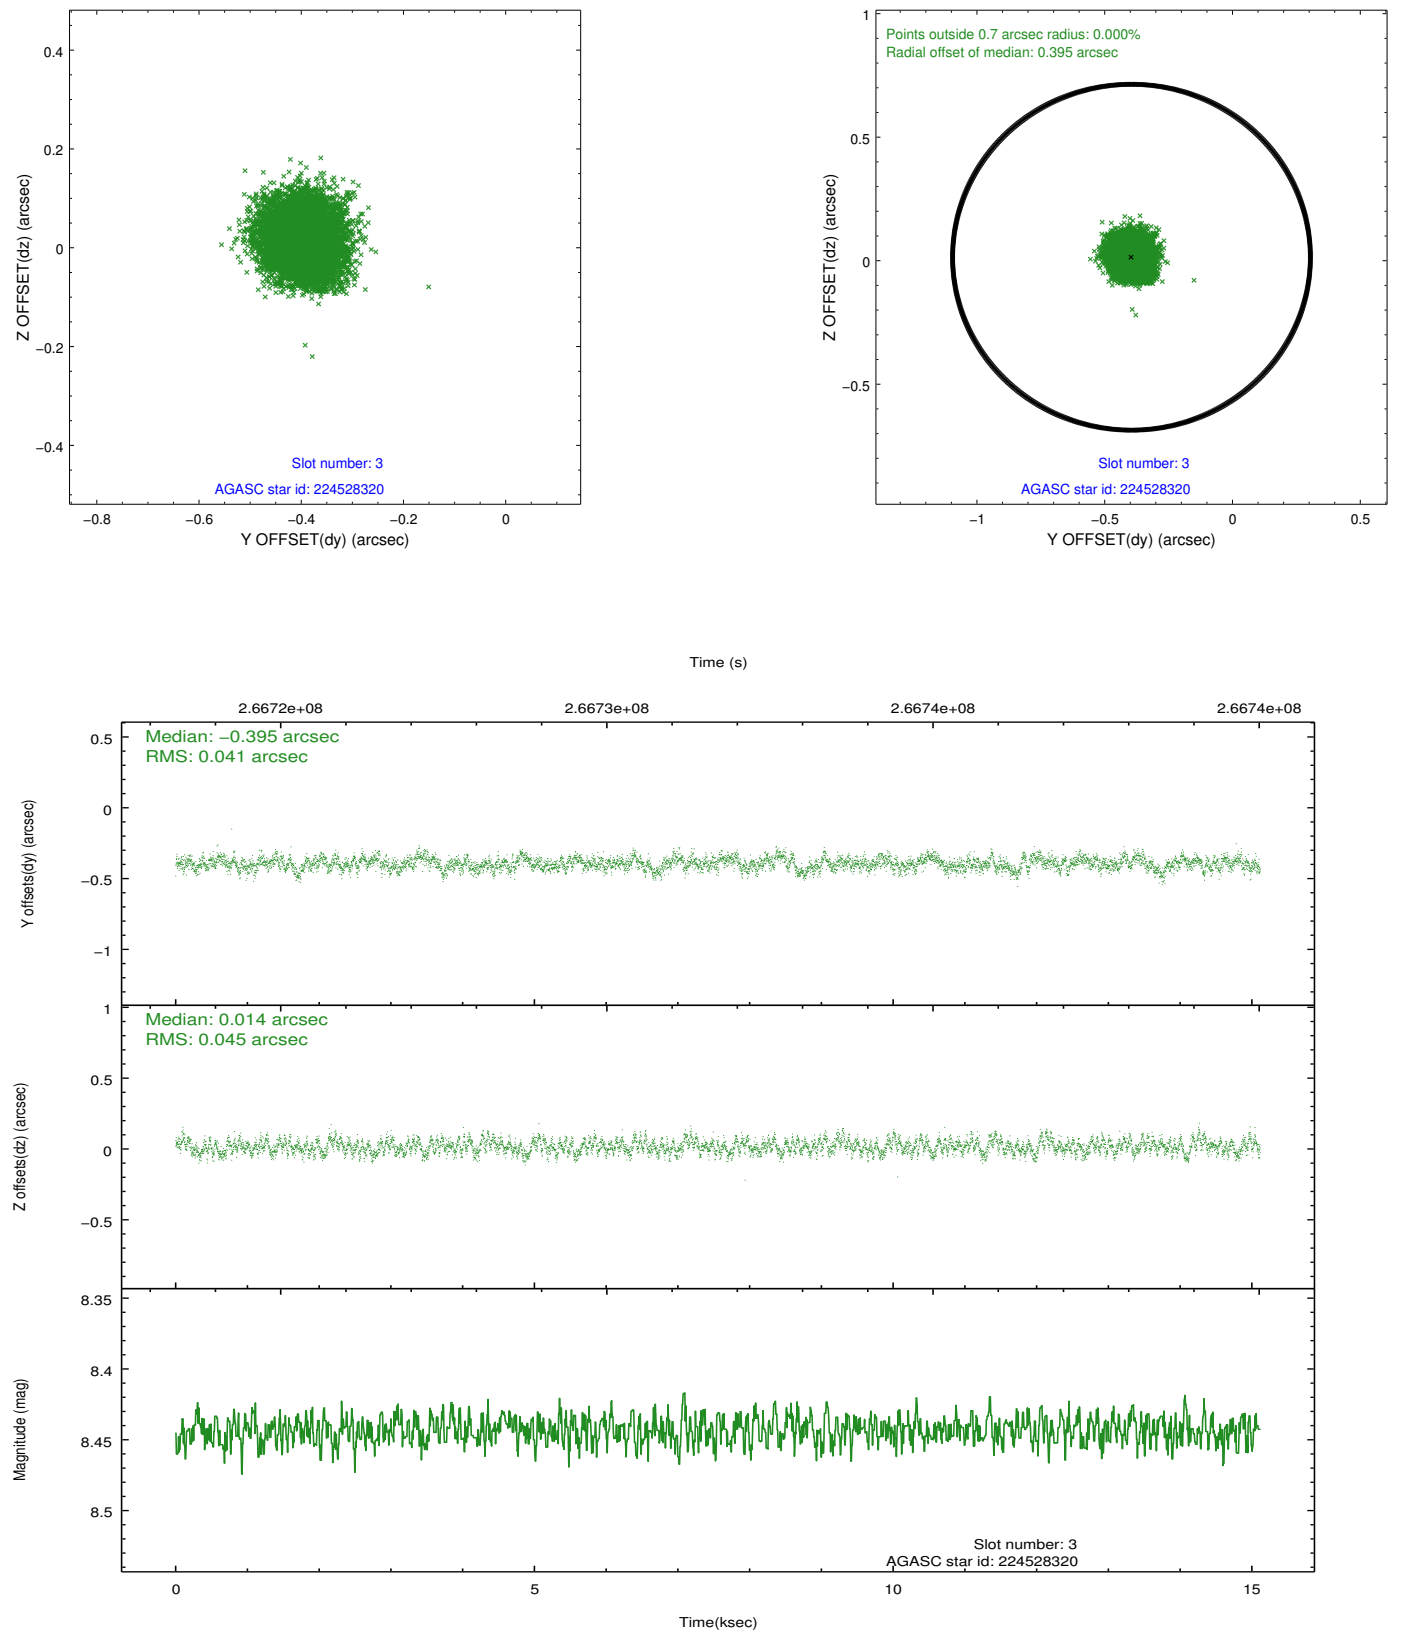 0.4
0.2
0
−0.2
−0.4
Z OFFSET(dz) (arcsec)
Slot number: 3
AGASC star id: 224528320
−0.8 −0.6 −0.4 −0.2 0
Y OFFSET(dy) (arcsec)
Points outside 0.7 arcsec radius: 0.000%
Radial offset of median: 0.395 arcsec
1
0.5
0
−0.5
Z OFFSET(dz) (arcsec)
Slot number: 3
AGASC star id: 224528320
−1 −0.5 0 0.5
Y OFFSET(dy) (arcsec)
Time (s)
2.6672e+08 2.6673e+08 2.6674e+08 2.6674e+08
Median: −0.395 arcsec
RMS: 0.041 arcsec
0.5
0
−0.5
−1
Y offsets(dy) (arcsec)
Median: 0.014 arcsec
RMS: 0.045 arcsec
1
0.5
0
−0.5
Z offsets(dz) (arcsec)
8.35
8.4
8.45
8.5
Magnitude (mag)
Slot number: 3
AGASC star id: 224528320
0 5 10 15
Time(ksec)